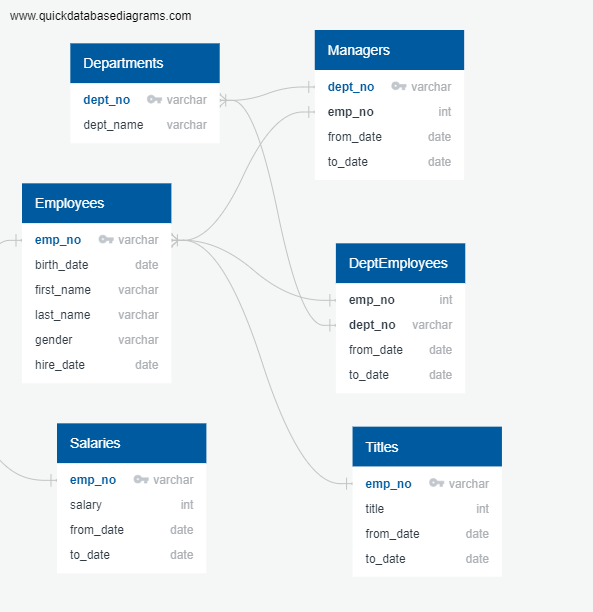 www.quickdatabasediagrams.com
Departments
dept_no varchar
dept_name varchar
Managers
dept_no varchar
emp_no int
from_date date
to_date date
Employees
emp_no varchar
birth_date date
first_name varchar
last_name varchar
gender varchar
hire_date date
DeptEmployees
emp_no int
dept_no varchar
from_date date
to_date date
Salaries
emp_no varchar
salary int
from_date date
to_date date
Titles
emp_no varchar
title int
from_date date
to_date date